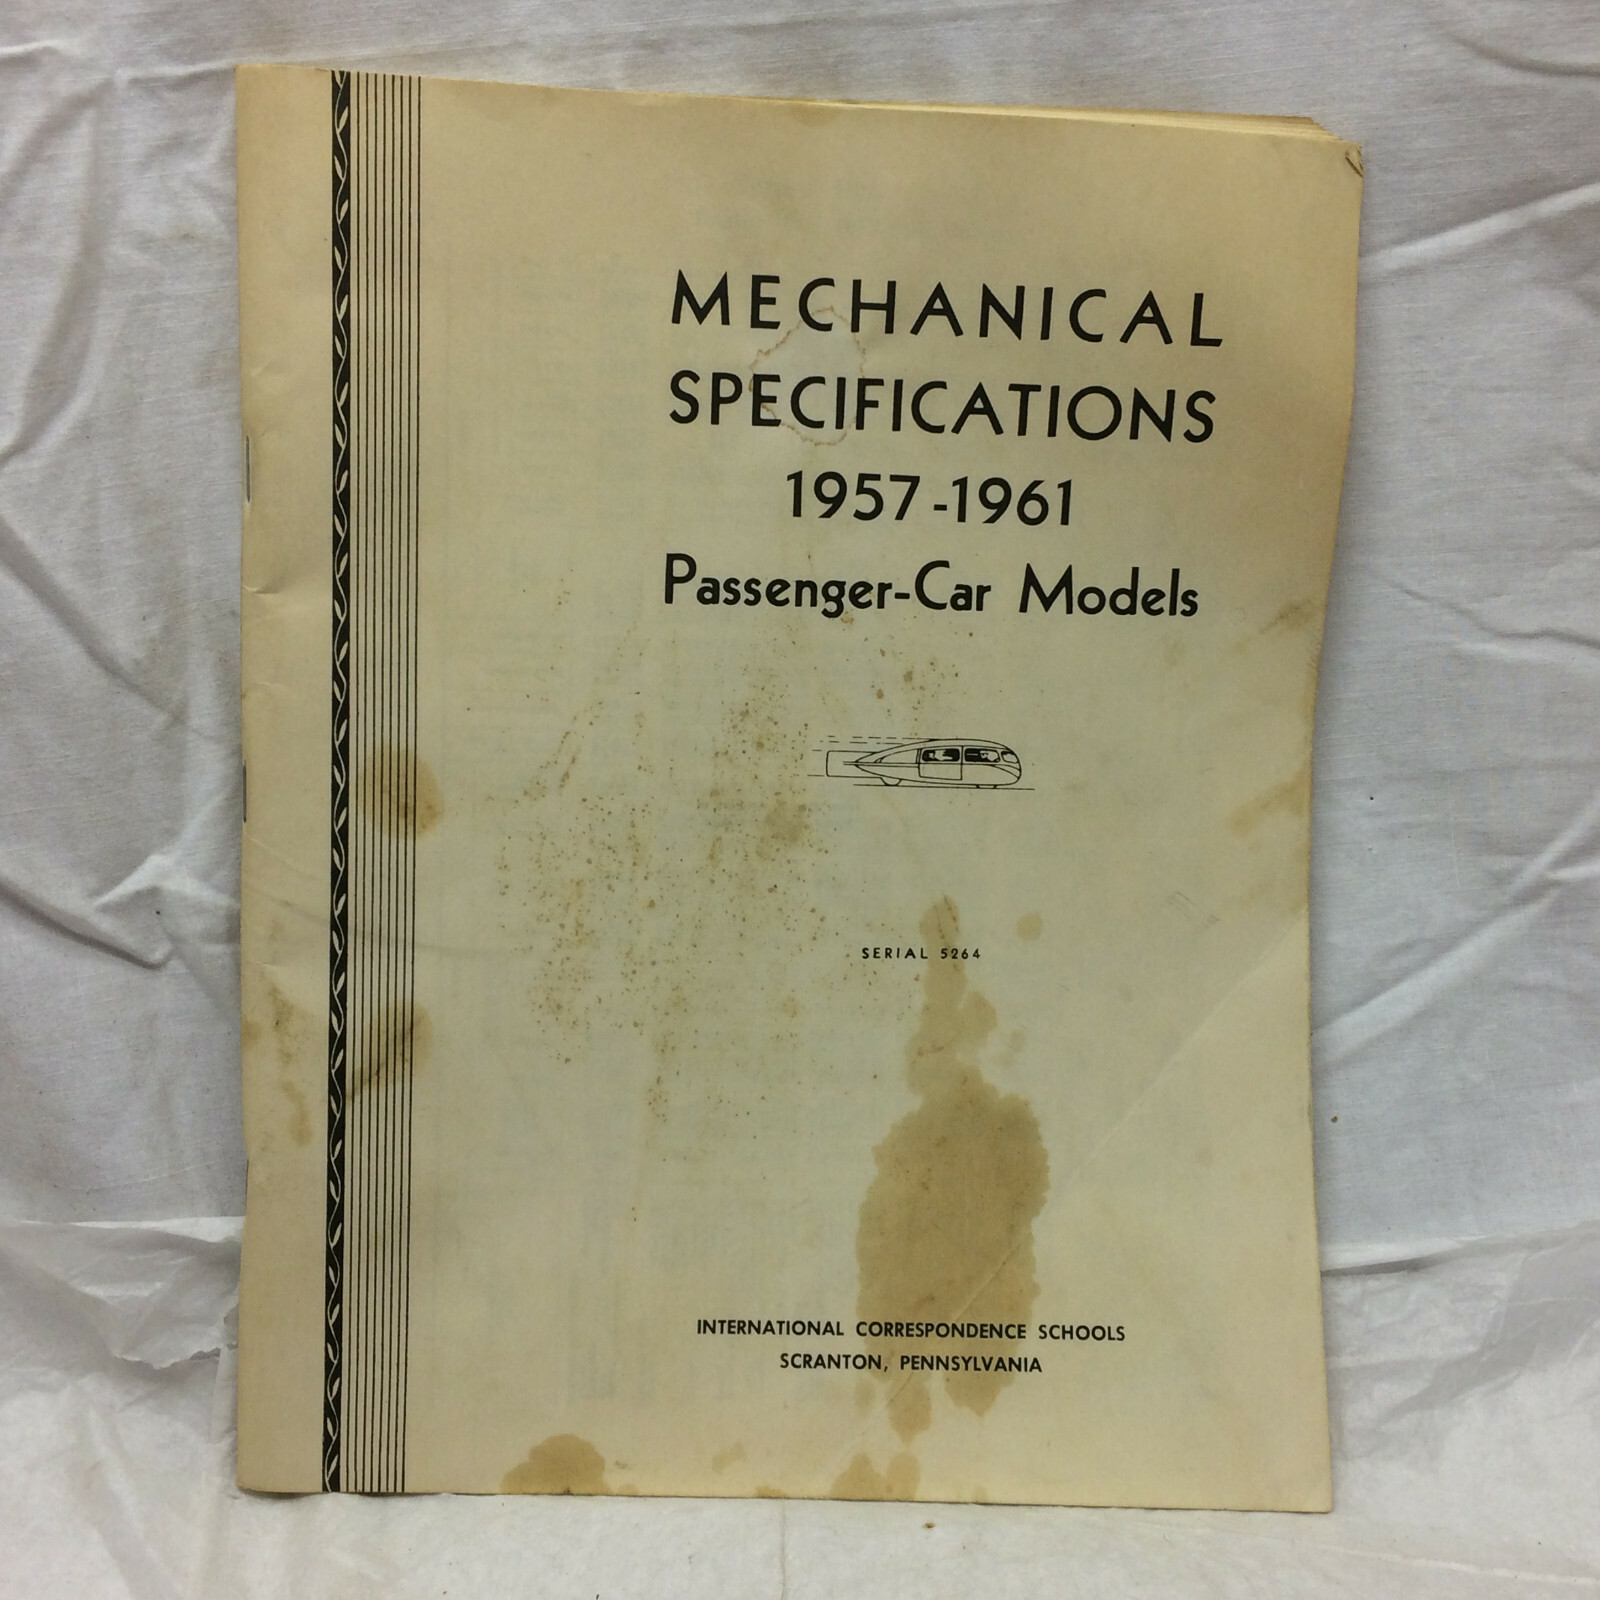 MECHANICAL
SPECIFICATIONS
1957-1961
Passenger-Car Models
SERIAL 5264
INTERNATIONAL CORRESPONDENCE SCHOOLS
SCRANTON, PENNSYLVANIA